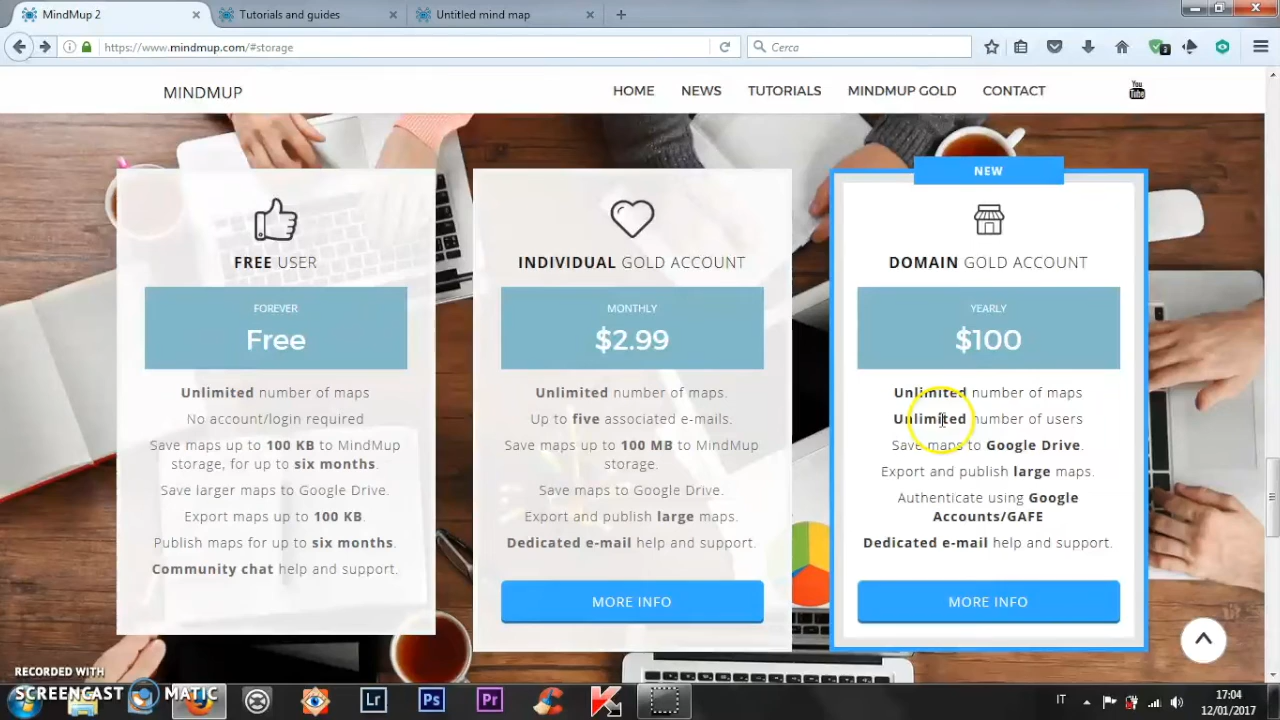 MindMup 2
Tutorials and guides
Untitled mind map
https://www.mindmup.com/#storage
Cerca
2
MINDMUP
HOME NEWS TUTORIALS MINDMUP GOLD CONTACT
You Tube
FREE USER
FOREVER
Free
Unlimited number of maps
No account/login required
Save maps up to 100 KB to MindMup
storage, for up to six months.
Save larger maps to Google Drive.
Export maps up to 100 KB.
Publish maps for up to six months.
Community chat help and support.
INDIVIDUAL GOLD ACCOUNT
MONTHLY
$2.99
Unlimited number of maps.
Up to five associated e-mails.
Save maps up to 100 MB to MindMup
storage.
Save maps to Google Drive.
Export and publish large maps.
Dedicated e-mail help and support.
MORE INFO
NEW
DOMAIN GOLD ACCOUNT
YEARLY
$100
Unlimited number of maps
Unlimited number of users
Save maps to Google Drive.
Export and publish large maps.
Authenticate using Google
Accounts/GAFE
Dedicated e-mail help and support.
MORE INFO
RECORDED WITH
SCREENCAST MATIC
Lr
Ps
Pr
IT
17:04
12/01/2017